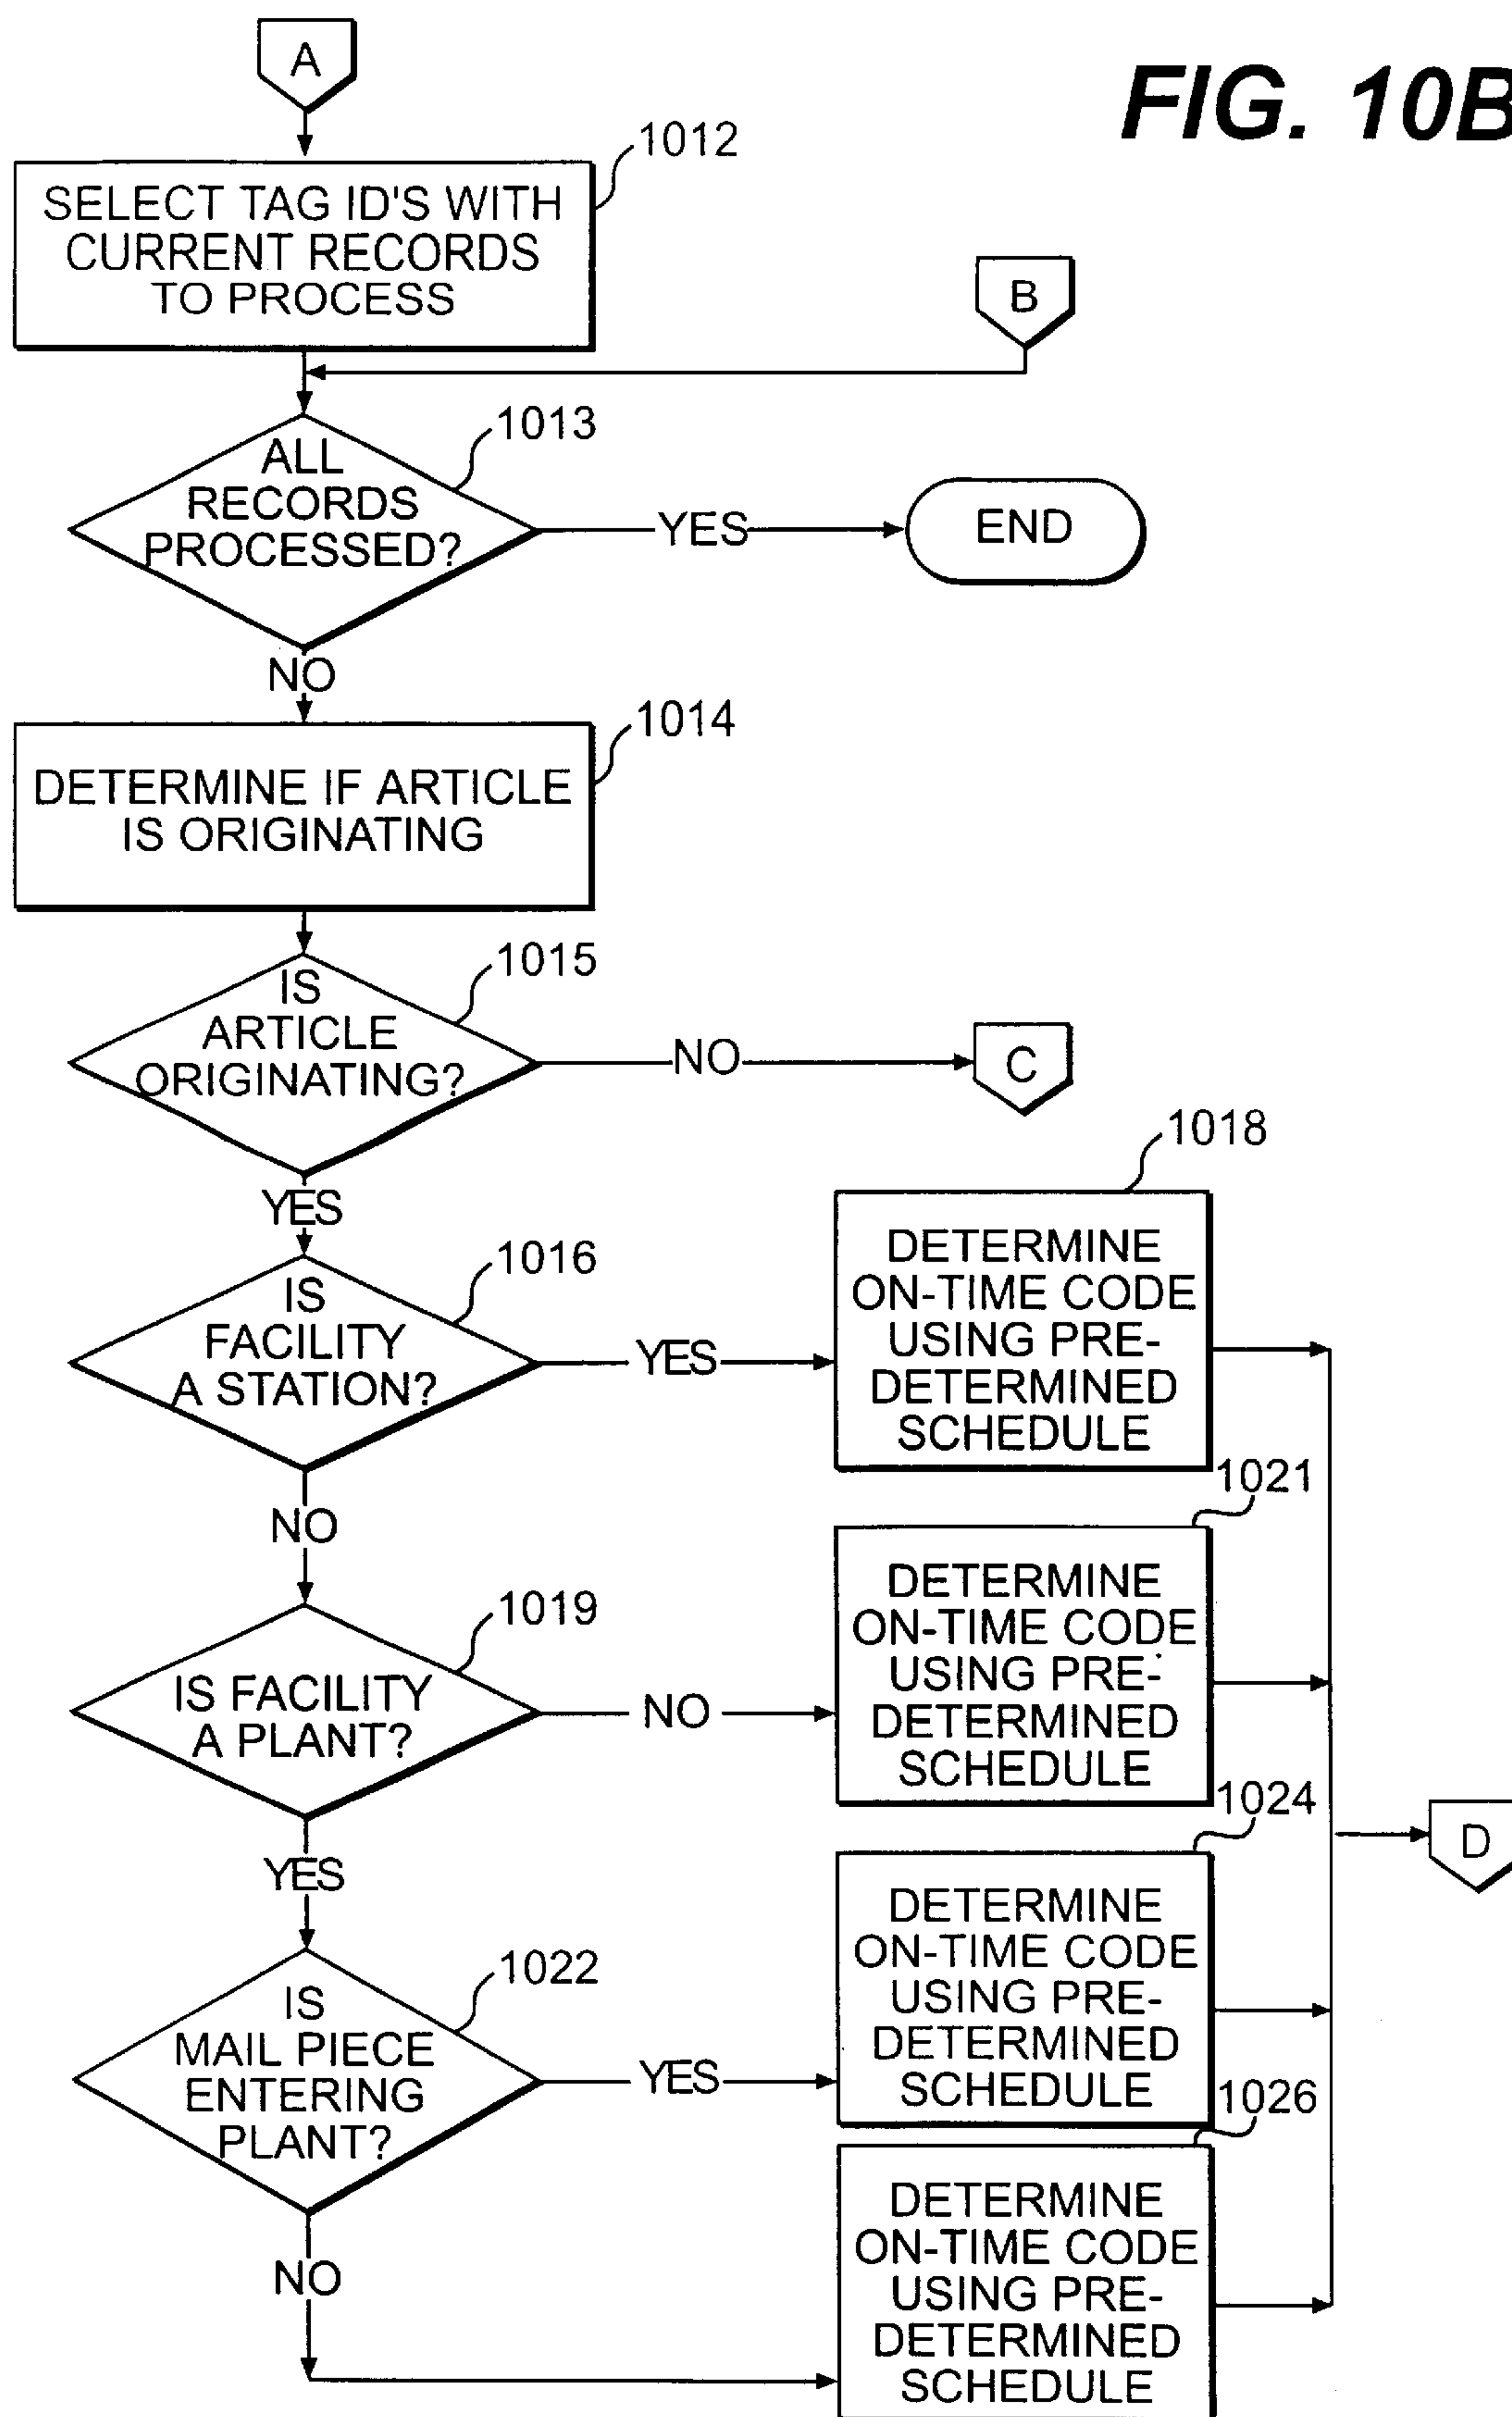 A
FIG. 10B
1012
SELECT TAG ID'S WITH
CURRENT RECORDS
TO PROCESS
B
1013
ALL
RECORDS
PROCESSED?
YES
END
NO
1014
DETERMINE IF ARTICLE
IS ORIGINATING
1015
IS
ARTICLE
ORIGINATING?
NO
C
YES
1018
DETERMINE
ON-TIME CODE
USING PRE-
DETERMINED
SCHEDULE
1016
IS
FACILITY
A STATION?
YES
NO
1021
DETERMINE
ON-TIME CODE
USING PRE-
DETERMINED
SCHEDULE
1019
IS FACILITY
A PLANT?
NO
YES
1024
DETERMINE
ON-TIME CODE
USING PRE-
DETERMINED
SCHEDULE
D
1022
IS
MAIL PIECE
ENTERING
PLANT?
YES
NO
1026
DETERMINE
ON-TIME CODE
USING PRE-
DETERMINED
SCHEDULE